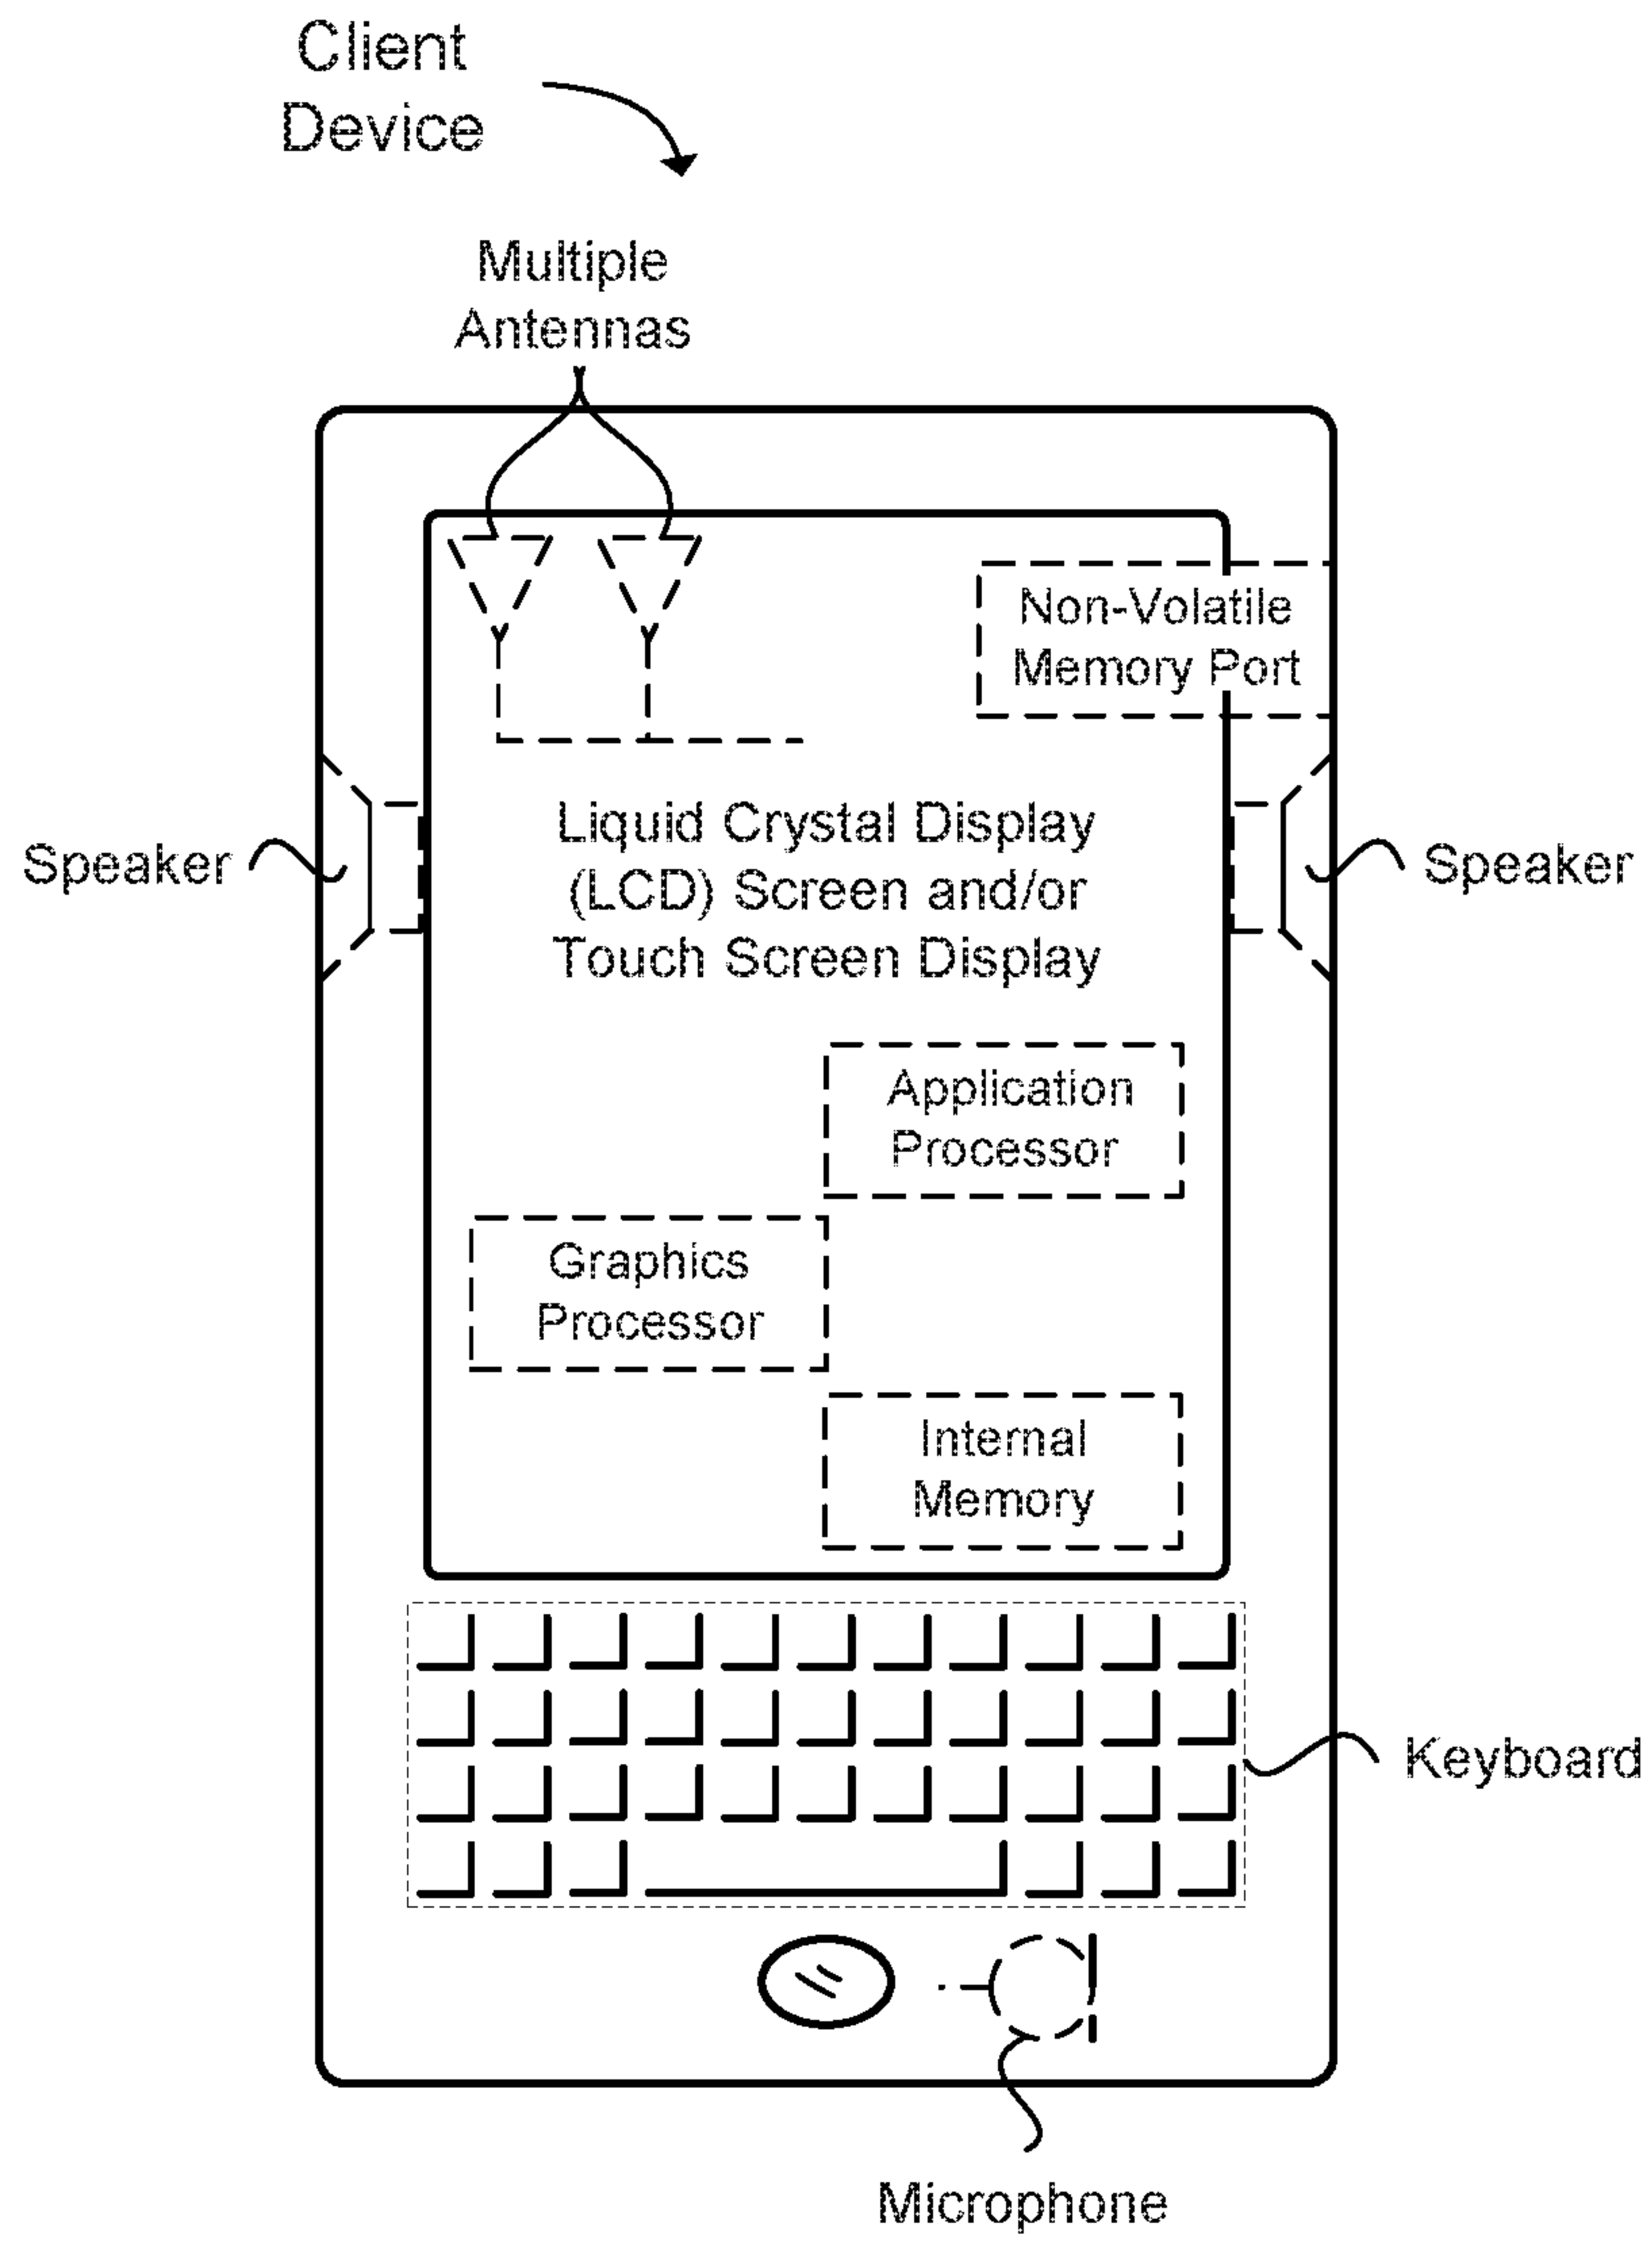 Client
Device
Multiple
Antennas
Non-Volatile
Memory Port
Liquid Crystal Display
(LCD) Screen and/or
Touch Screen Display
Speaker
Speaker
Application
Processor
Graphics
Processor
Internal
Memory
Keyboard
Microphone